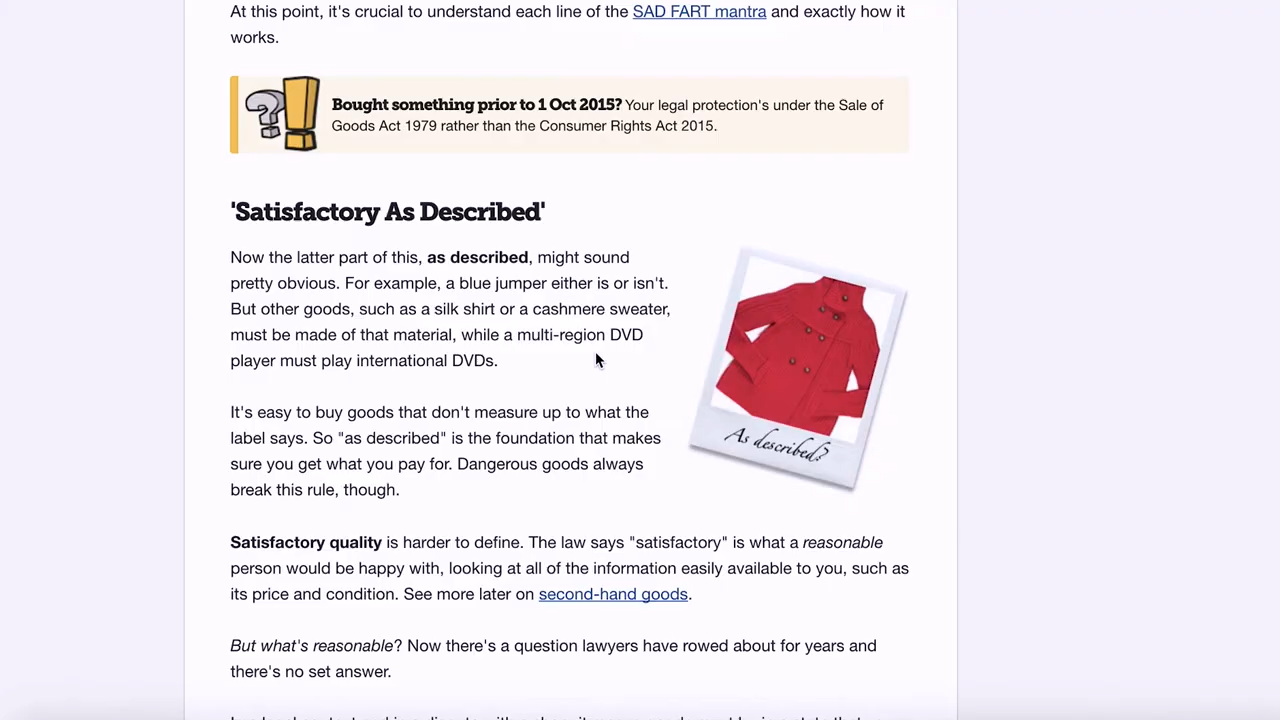 At this point, it's crucial to understand each line of the SAD FART mantra and exactly how it
works.
Bought something prior to 1 Oct 2015? Your legal protection's under the Sale of
Goods Act 1979 rather than the Consumer Rights Act 2015.
'Satisfactory As Described'
Now the latter part of this, as described, might sound
pretty obvious. For example, a blue jumper either is or isn't.
But other goods, such as a silk shirt or a cashmere sweater,
must be made of that material, while a multi-region DVD
player must play international DVDs.
As described?
It's easy to buy goods that don't measure up to what the
label says. So "as described" is the foundation that makes
sure you get what you pay for. Dangerous goods always
break this rule, though.
Satisfactory quality is harder to define. The law says "satisfactory" is what a reasonable
person would be happy with, looking at all of the information easily available to you, such as
its price and condition. See more later on second-hand goods.
But what's reasonable? Now there's a question lawyers have rowed about for years and
there's no set answer.